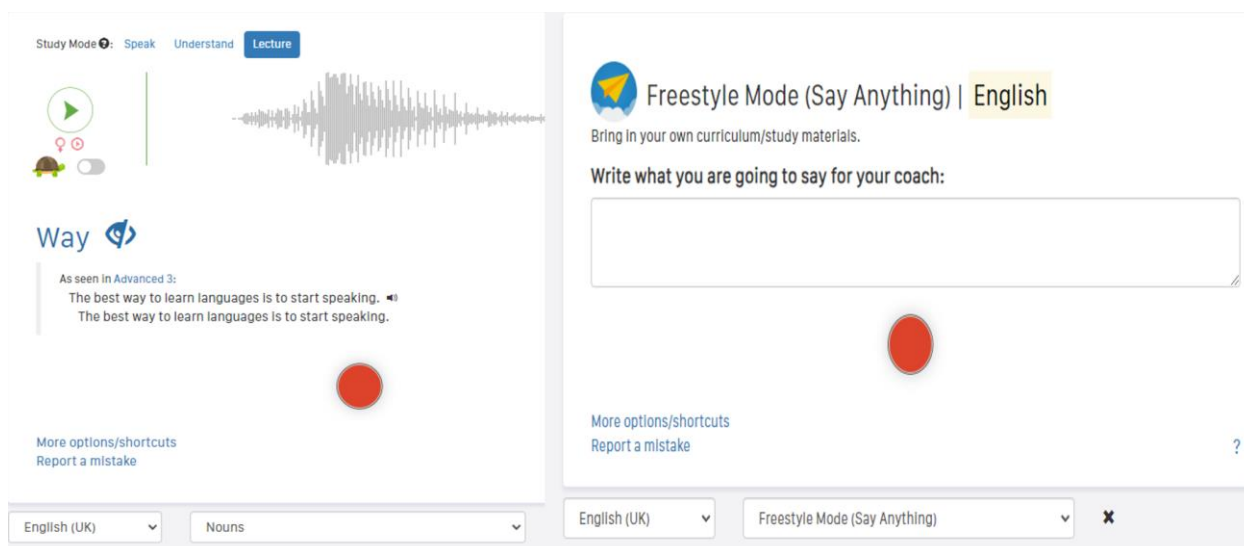 Study Mode : Speak Understand Lecture
Way
As seen in Advanced 3:
The best way to learn languages is to start speaking.
The best way to learn languages is to start speaking.
More options/shortcuts
Report a mistake
English (UK) Nouns
Freestyle Mode (Say Anything) | English
Bring in your own curriculum/study materials.
Write what you are going to say for your coach:
More options/shortcuts
Report a mistake ?
English (UK) Freestyle Mode (Say Anything) ✖